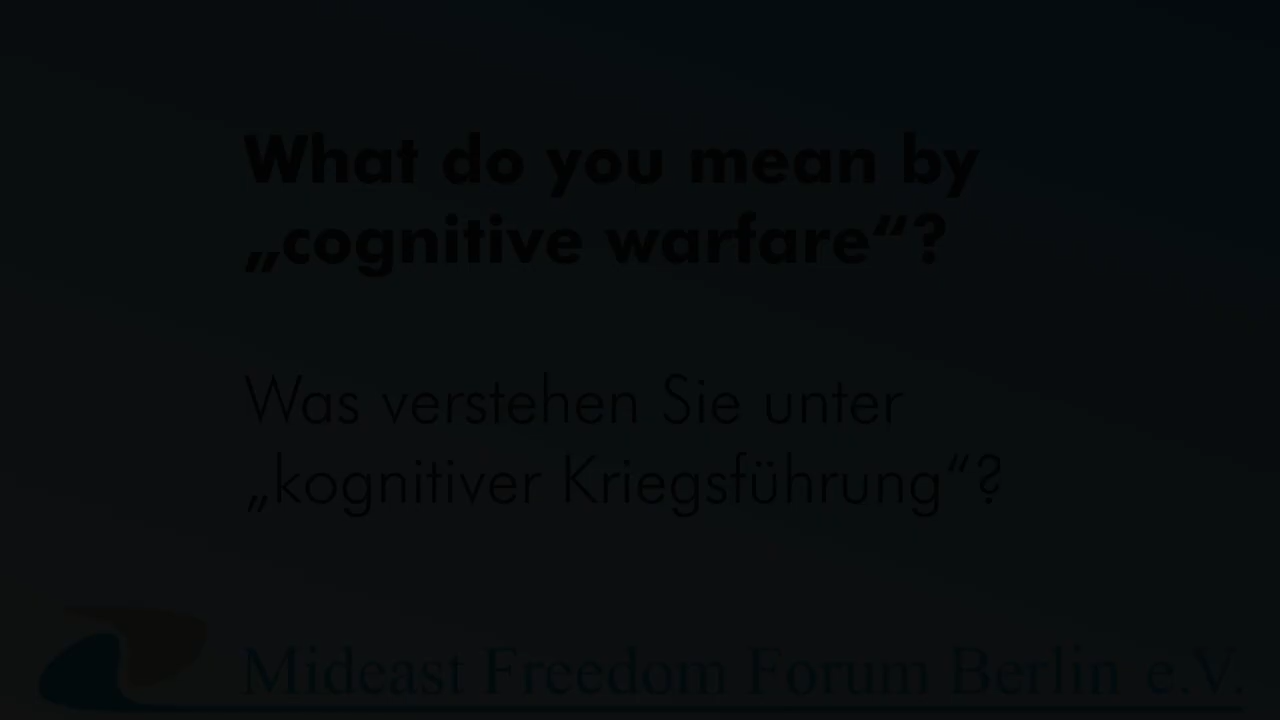 What do you mean by
„cognitive warfare“?
Was verstehen Sie unter
„kognitiver Kriegsführung“?
Mideast Freedom Forum Berlin e.V.